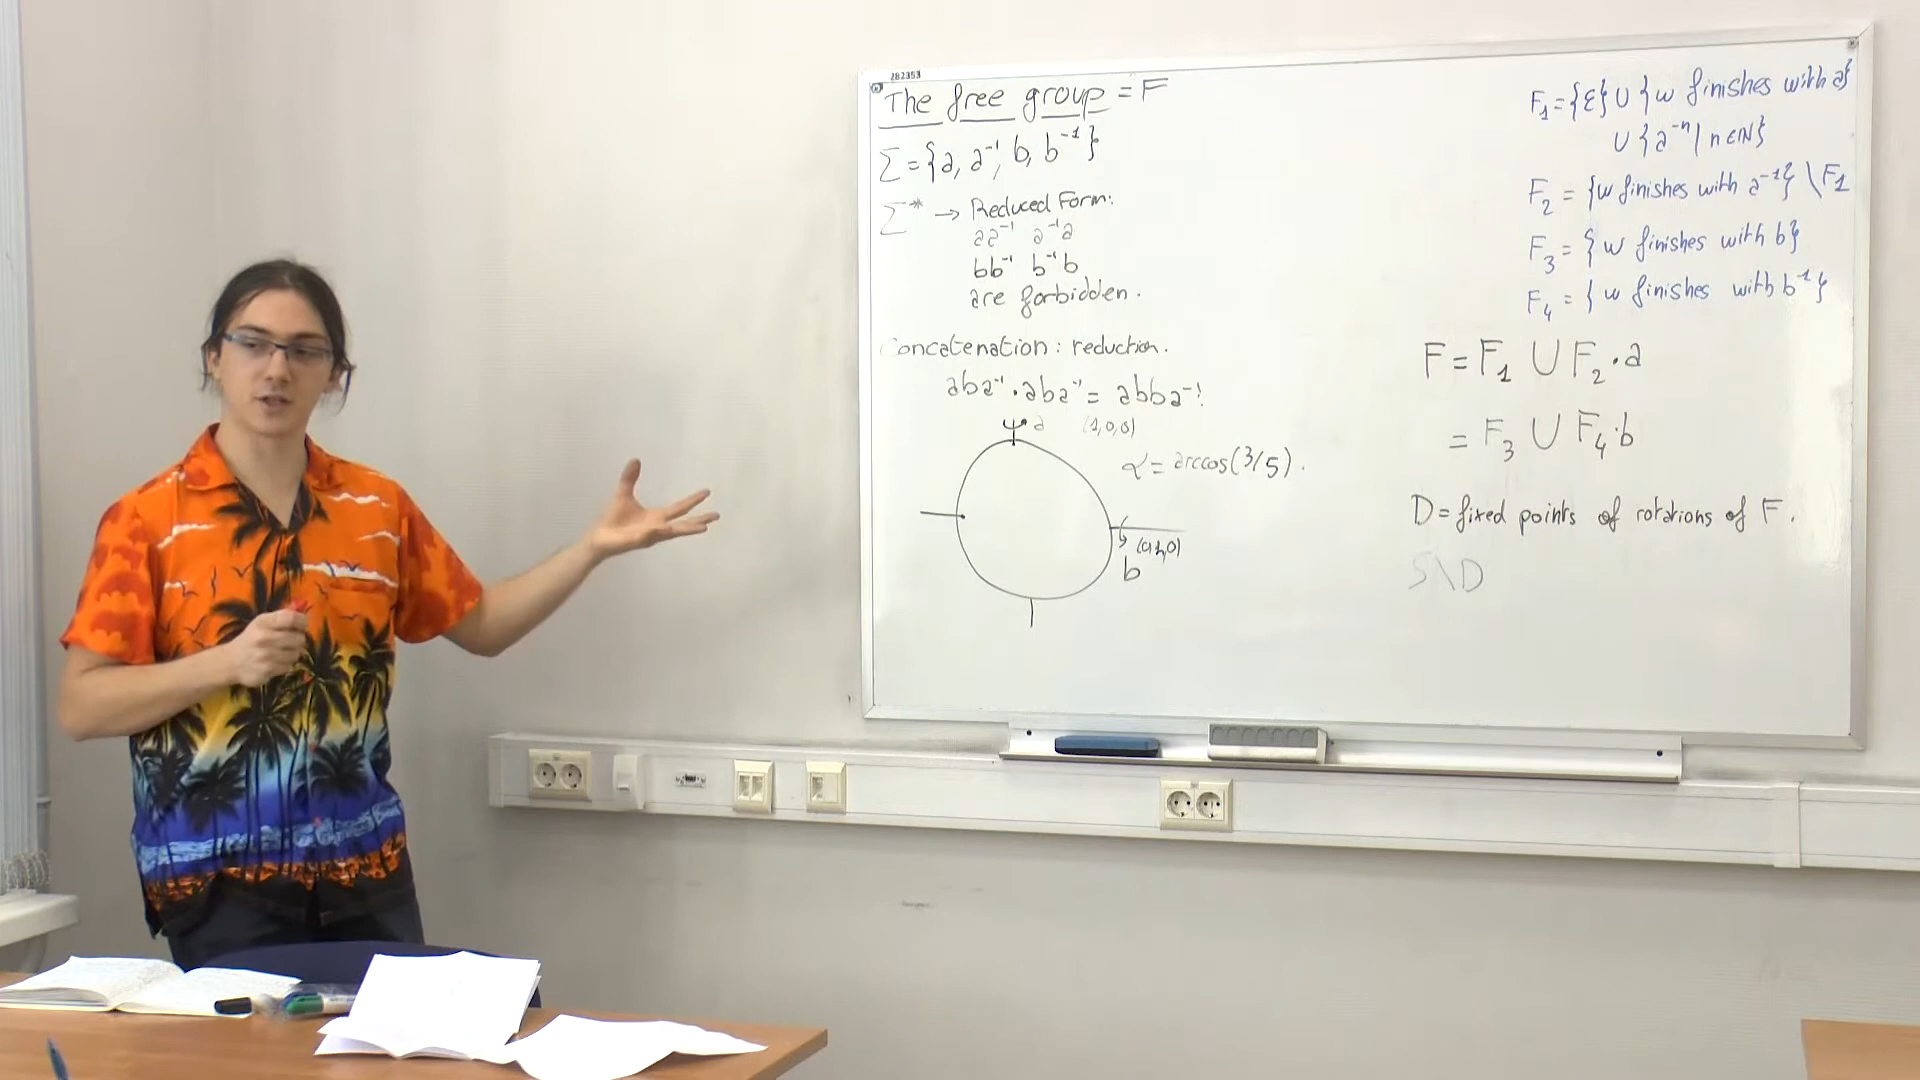 282353
The free group = F
Σ = {a, a⁻¹, b, b⁻¹}
Σ* → Reduced Form:
aa⁻¹ a⁻¹a
bb⁻¹ b⁻¹b
are forbidden.
Concatenation: reduction.
aba⁻¹ · aba⁻¹ = abba⁻¹!
a (1,0,0)
α = arccos(3/5).
(0,1,0)
b
F₁ = {ε} ∪ {w finishes with a}
∪ {a⁻ⁿ | n ∈ ℕ}
F₂ = {w finishes with a⁻¹} \ F₁
F₃ = {w finishes with b}
F₄ = {w finishes with b⁻¹}
F = F₁ ∪ F₂·a
= F₃ ∪ F₄·b
D = fixed points of rotations of F.
S\D